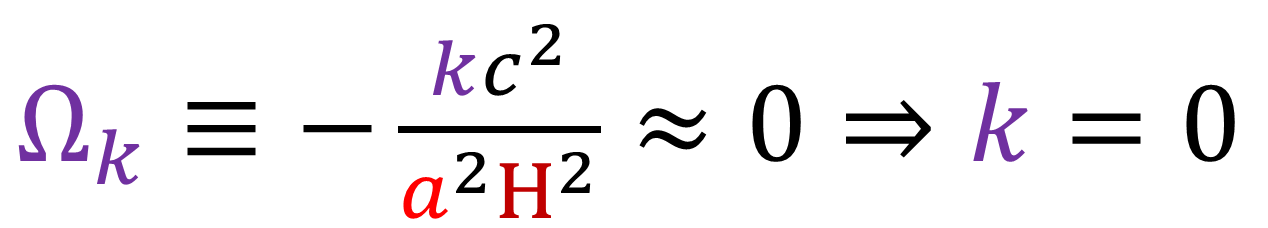 Ωₖ ≡ − kc² / a²H² ≈ 0 ⇒ k = 0